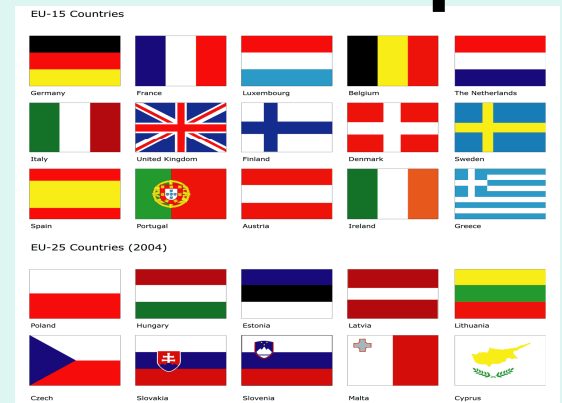 EU-15 Countries
Germany France Luxembourg Belgium The Netherlands
Italy United Kingdom Finland Denmark Sweden
Spain Portugal Austria Ireland Greece
EU-25 Countries (2004)
Poland Hungary Estonia Latvia Lithuania
Czech Slovakia Slovenia Malta Cyprus